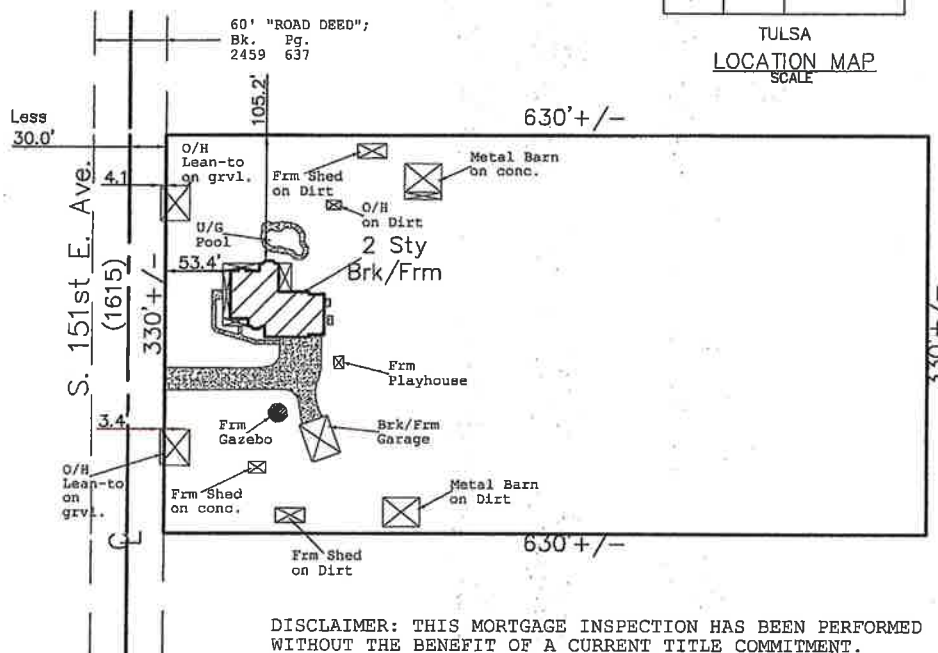 60' "ROAD DEED";
Bk. Pg.
2459 637
TULSA
LOCATION MAP
SCALE
105.2'
630'+/-
Less
30.0'
O/H
Lean-to
on grvl.
4.1
Frm Shed
on Dirt
Metal Barn
on conc.
O/H
on Dirt
U/G
Pool
2 Sty
Brk/Frm
53.4'
S. 151st E. Ave.
(1615)
330'+/-
330'+/-
Frm
Playhouse
Frm
Gazebo
Brk/Frm
Garage
3.4
O/H
Lean-to
on
grvl.
Frm Shed
on conc.
Metal Barn
on Dirt
CL
Frm Shed
on Dirt
630'+/-
DISCLAIMER: THIS MORTGAGE INSPECTION HAS BEEN PERFORMED
WITHOUT THE BENEFIT OF A CURRENT TITLE COMMITMENT.